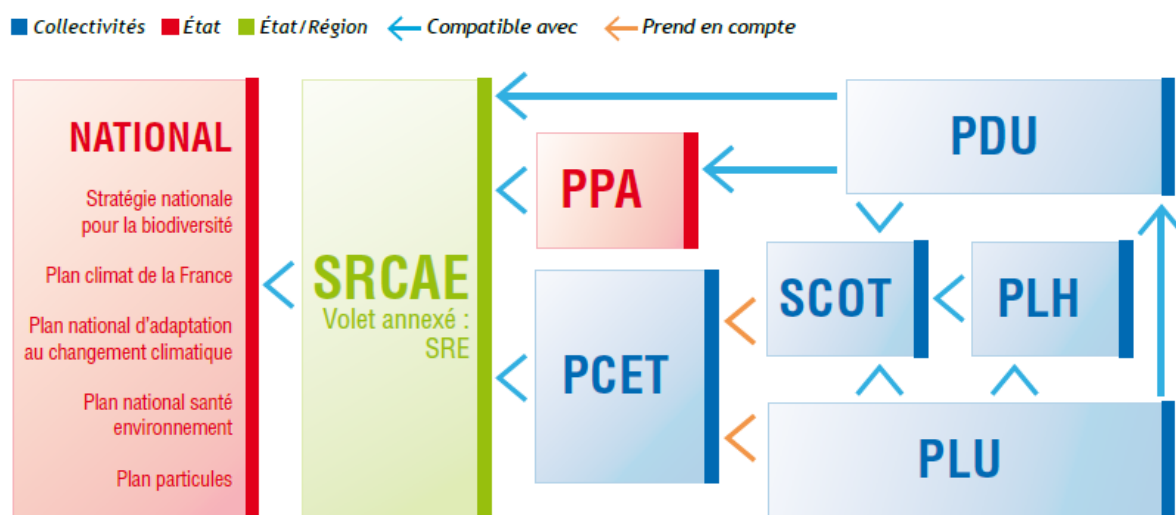 Collectivités État État/Région Compatible avec Prend en compte
NATIONAL
Stratégie nationale
pour la biodiversité
Plan climat de la France
Plan national d'adaptation
au changement climatique
Plan national santé
environnement
Plan particules
SRCAE
Volet annexé :
SRE
PPA
PCET
PDU
SCOT
PLH
PLU